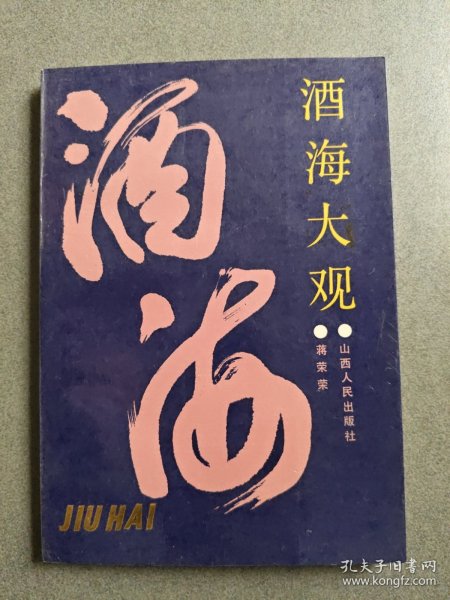 酒海
酒海大观
山西人民出版社
蒋荣荣
JIU HAI
孔夫子旧书网
www.kongfz.com